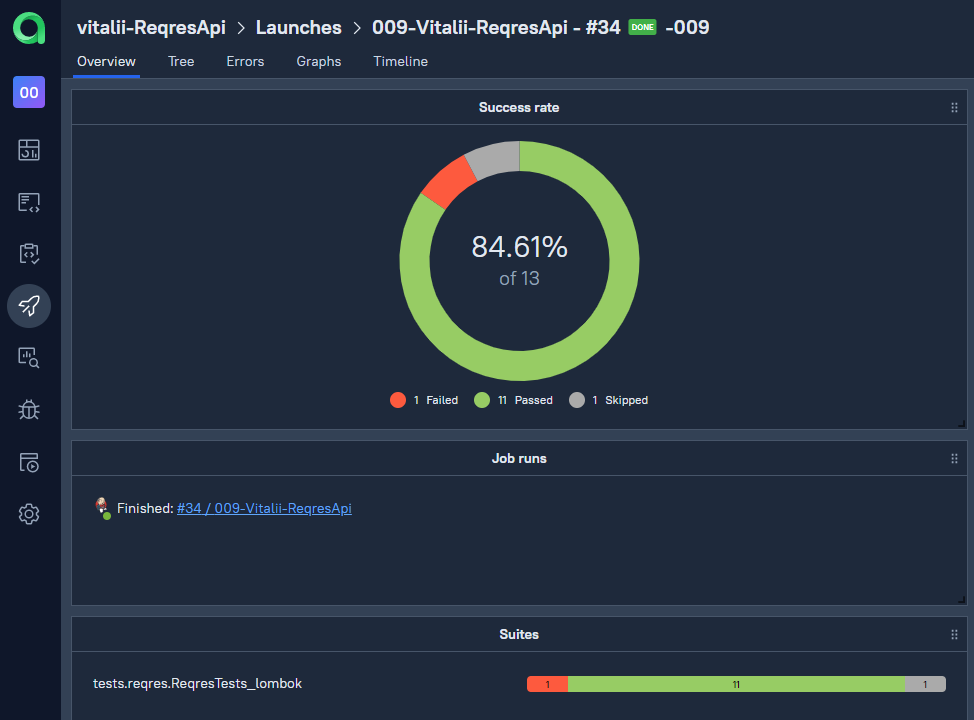 vitalii-ReqresApi > Launches > 009-Vitalii-ReqresApi - #34 DONE -009
Overview Tree Errors Graphs Timeline
OO
Success rate
84.61%
of 13
1 Failed 11 Passed 1 Skipped
Job runs
Finished: #34 / 009-Vitalii-ReqresApi
Suites
tests.reqres.ReqresTests_lombok 1 11 1